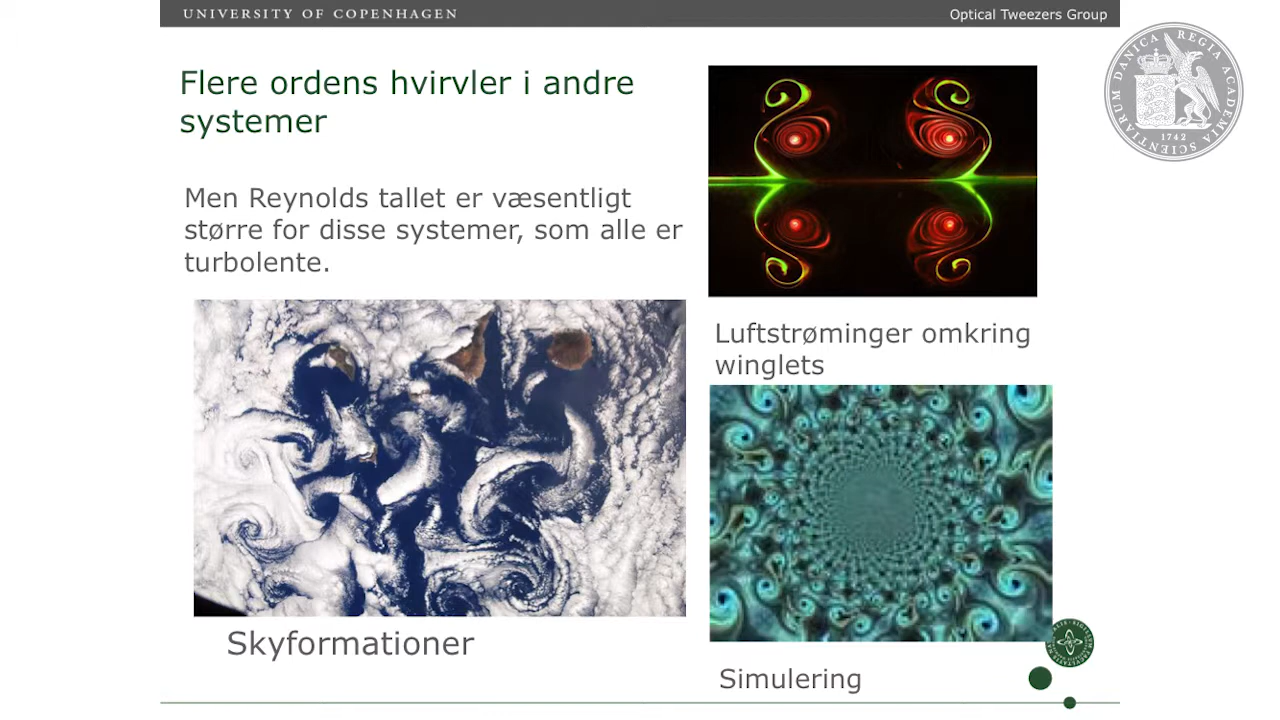 UNIVERSITY OF COPENHAGEN
Optical Tweezers Group
Flere ordens hvirvler i andre
systemer
Men Reynolds tallet er væsentligt
større for disse systemer, som alle er
turbolente.
Luftstrøminger omkring
winglets
Skyformationer
Simulering
REGIA ACADEMIA SCIENTIARUM DANICA
1742